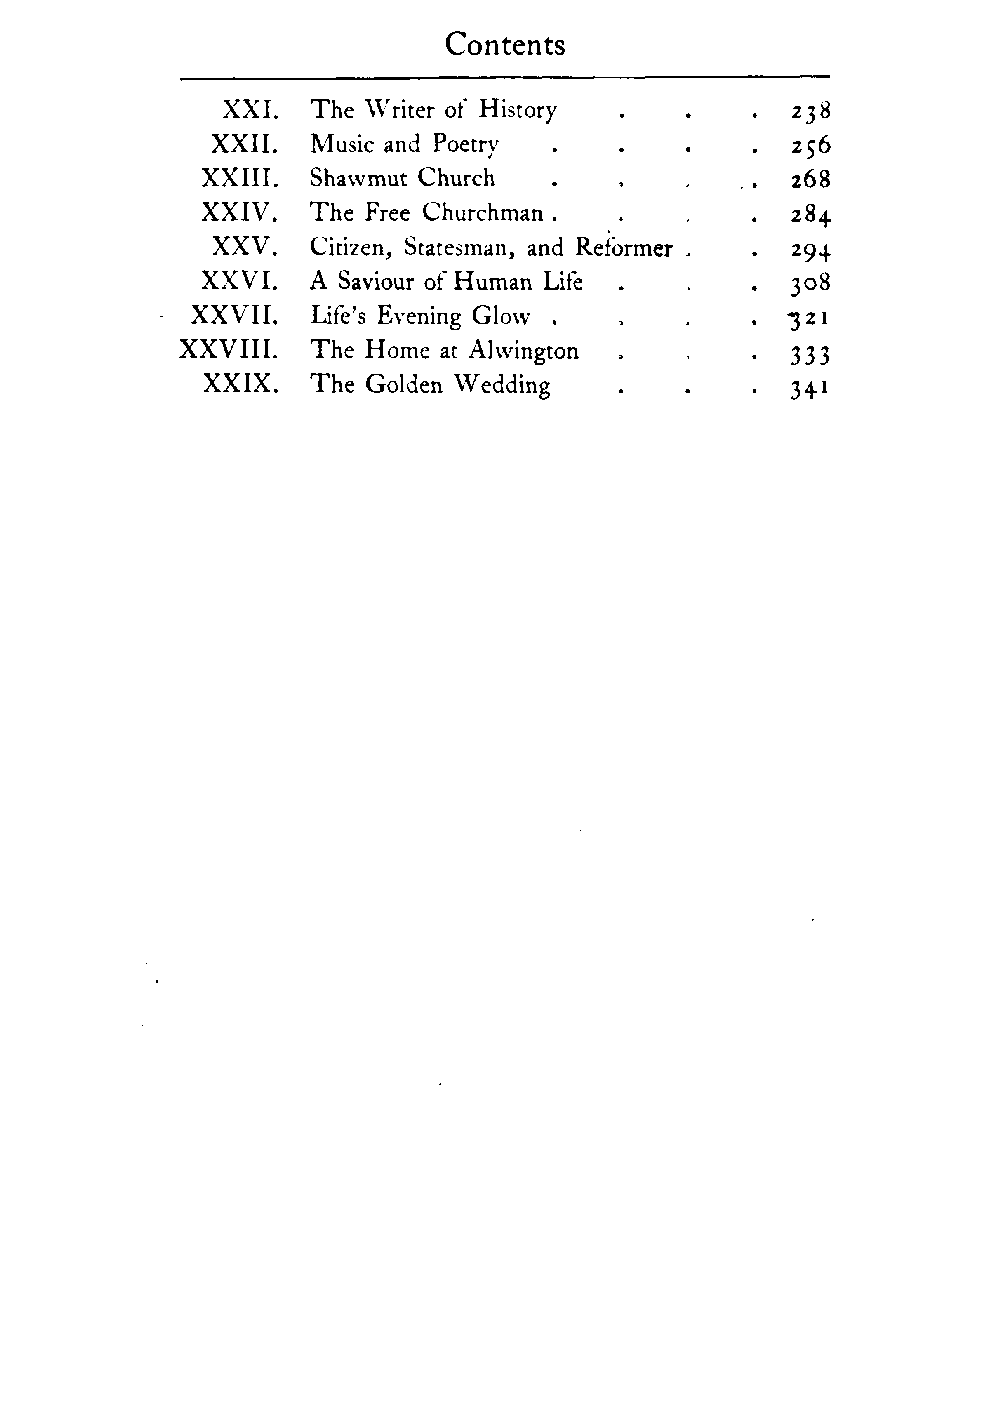 Contents
XXI. The Writer of History . . . 238
XXII. Music and Poetry . . . . 256
XXIII. Shawmut Church . . . . 268
XXIV. The Free Churchman . . . . 284
XXV. Citizen, Statesman, and Reformer . . 294
XXVI. A Saviour of Human Life . . . 308
XXVII. Life's Evening Glow . . . . 321
XXVIII. The Home at Alwington . . . 333
XXIX. The Golden Wedding . . . 341